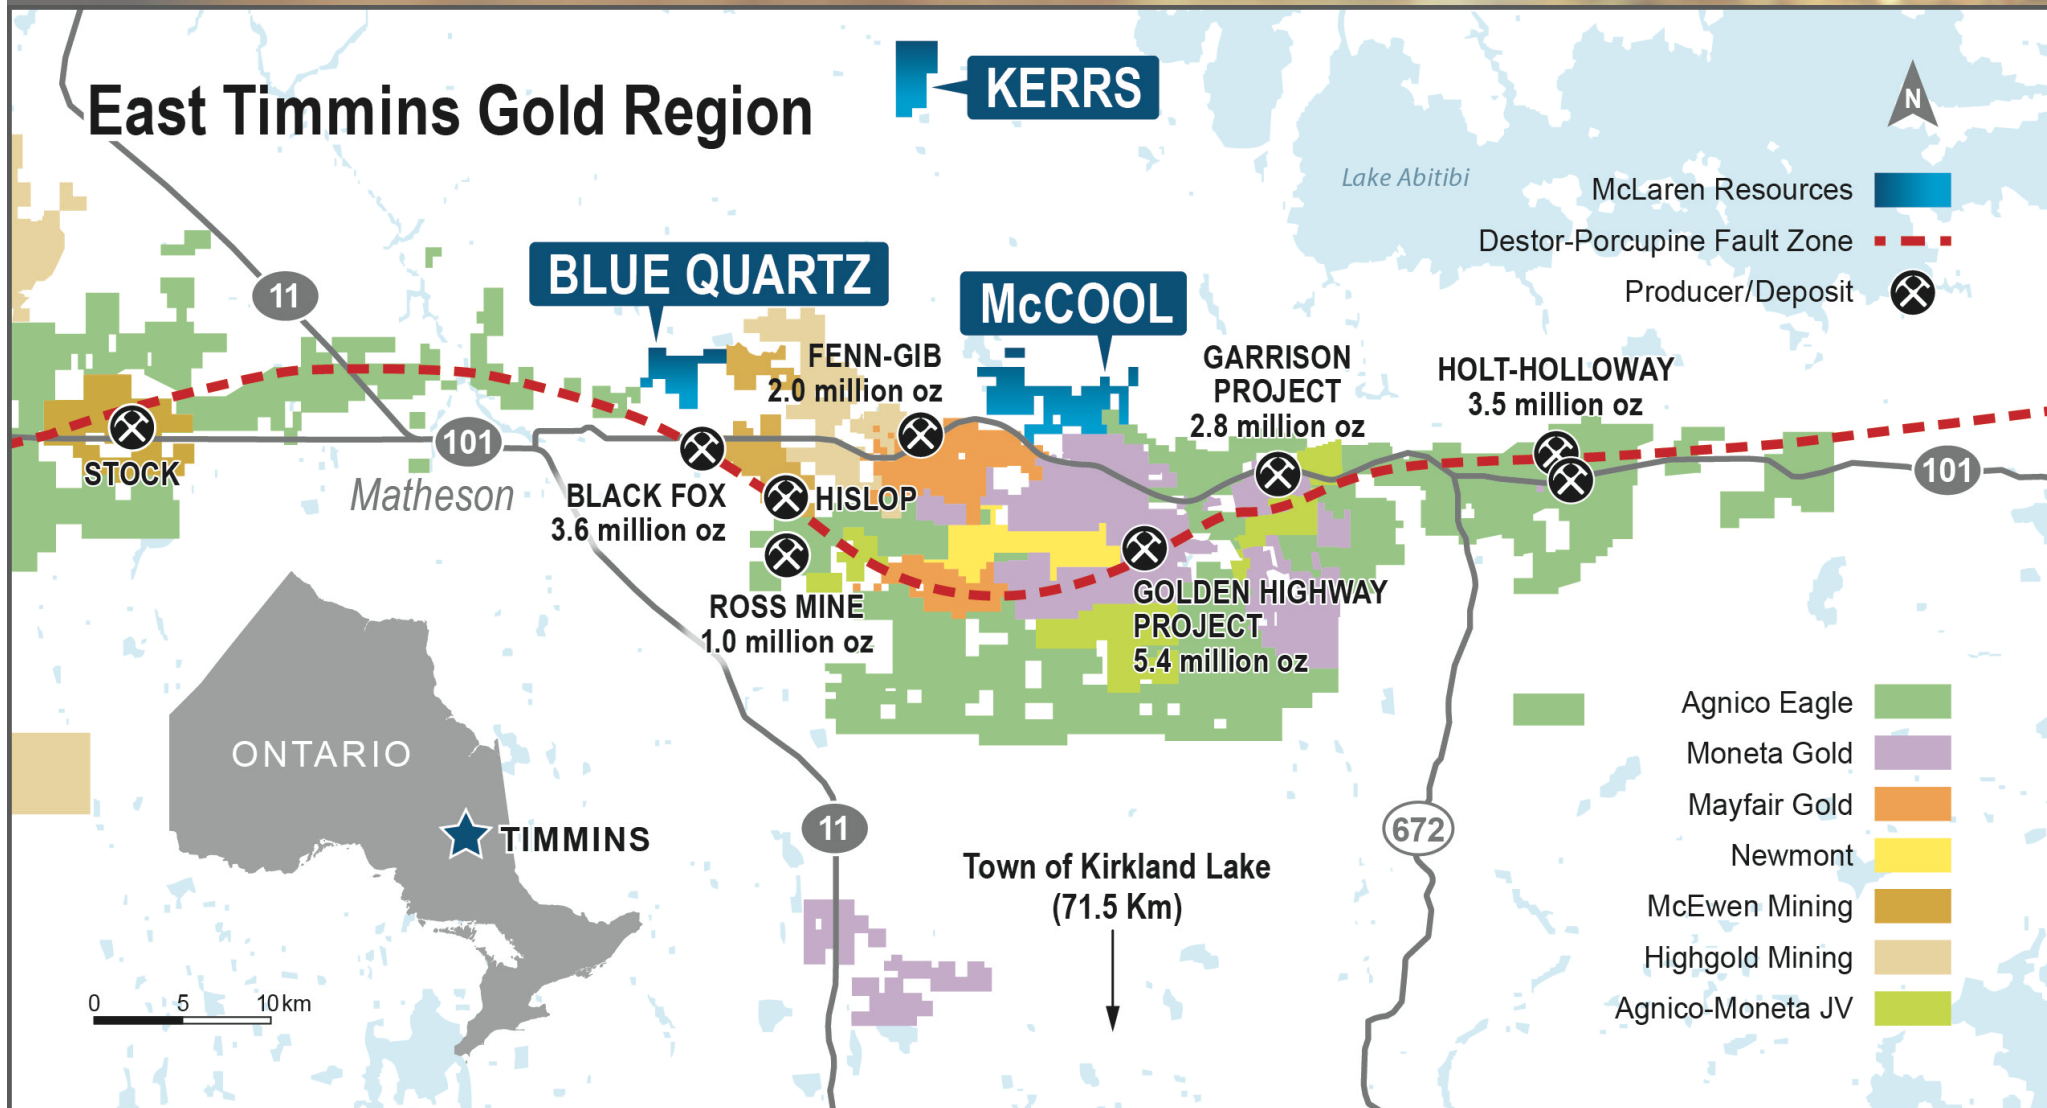 East Timmins Gold Region
KERRS
N
Lake Abitibi
McLaren Resources
Destor-Porcupine Fault Zone
Producer/Deposit
11
BLUE QUARTZ
McCOOL
FENN-GIB
2.0 million oz
GARRISON
PROJECT
2.8 million oz
HOLT-HOLLOWAY
3.5 million oz
STOCK
101
Matheson
BLACK FOX
3.6 million oz
HISLOP
101
ROSS MINE
1.0 million oz
GOLDEN HIGHWAY
PROJECT
5.4 million oz
ONTARIO
TIMMINS
11
672
Town of Kirkland Lake
(71.5 Km)
0 5 10 km
Agnico Eagle
Moneta Gold
Mayfair Gold
Newmont
McEwen Mining
Highgold Mining
Agnico-Moneta JV